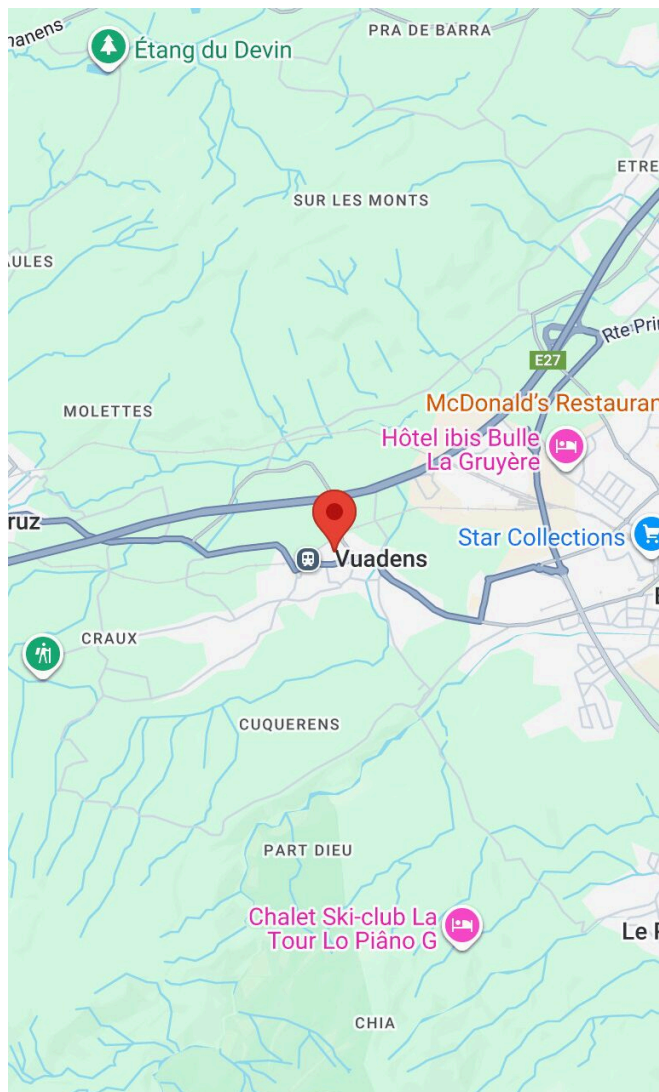 Étang du Devin
PRA DE BARRA
SUR LES MONTS
E27
MOLETTES
McDonald's Restauran
Hôtel ibis Bulle
La Gruyère
Star Collections
Vuadens
CRAUX
CUQUERENS
PART DIEU
Chalet Ski-club La
Tour Lo Piâno G
CHIA